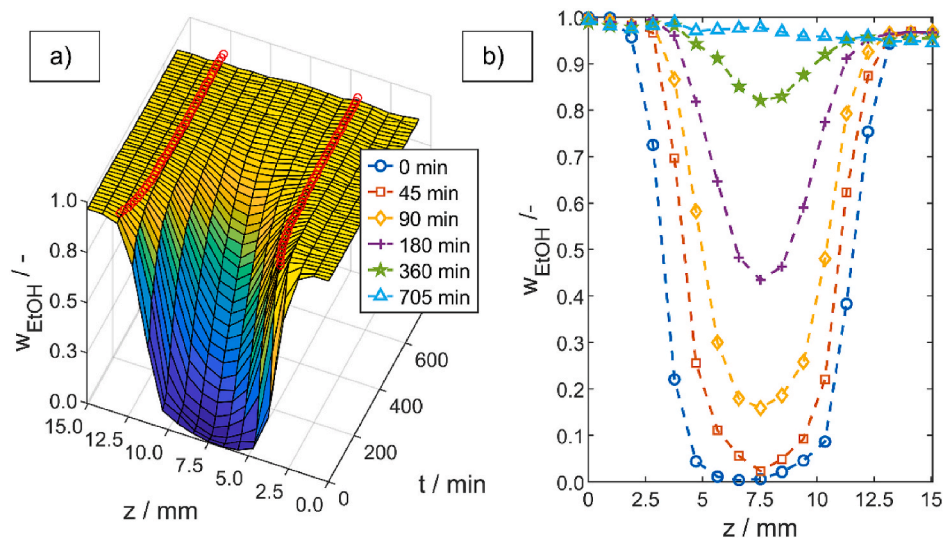 a)
1.0
0.8
0.5
0.3
0.0
w_EtOH / -
15.0 12.5 10.0 7.5 5.0 2.5 0.0
z / mm
0 200 400 600
t / min
0 min
45 min
90 min
180 min
360 min
705 min
b)
1.0
0.9
0.8
0.7
0.6
0.5
0.4
0.3
0.2
0.1
0.0
w_EtOH / -
0 2.5 5 7.5 10 12.5 15
z / mm